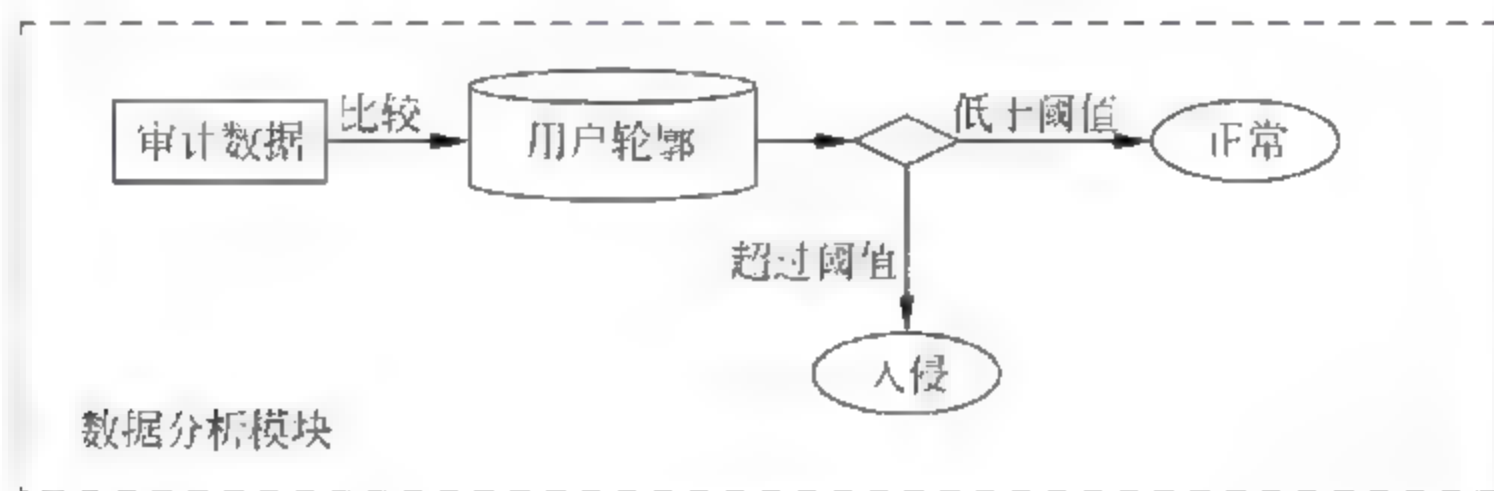 审计数据
比较
用户轮廓
低于阈值
正常
超过阈值
入侵
数据分析模块